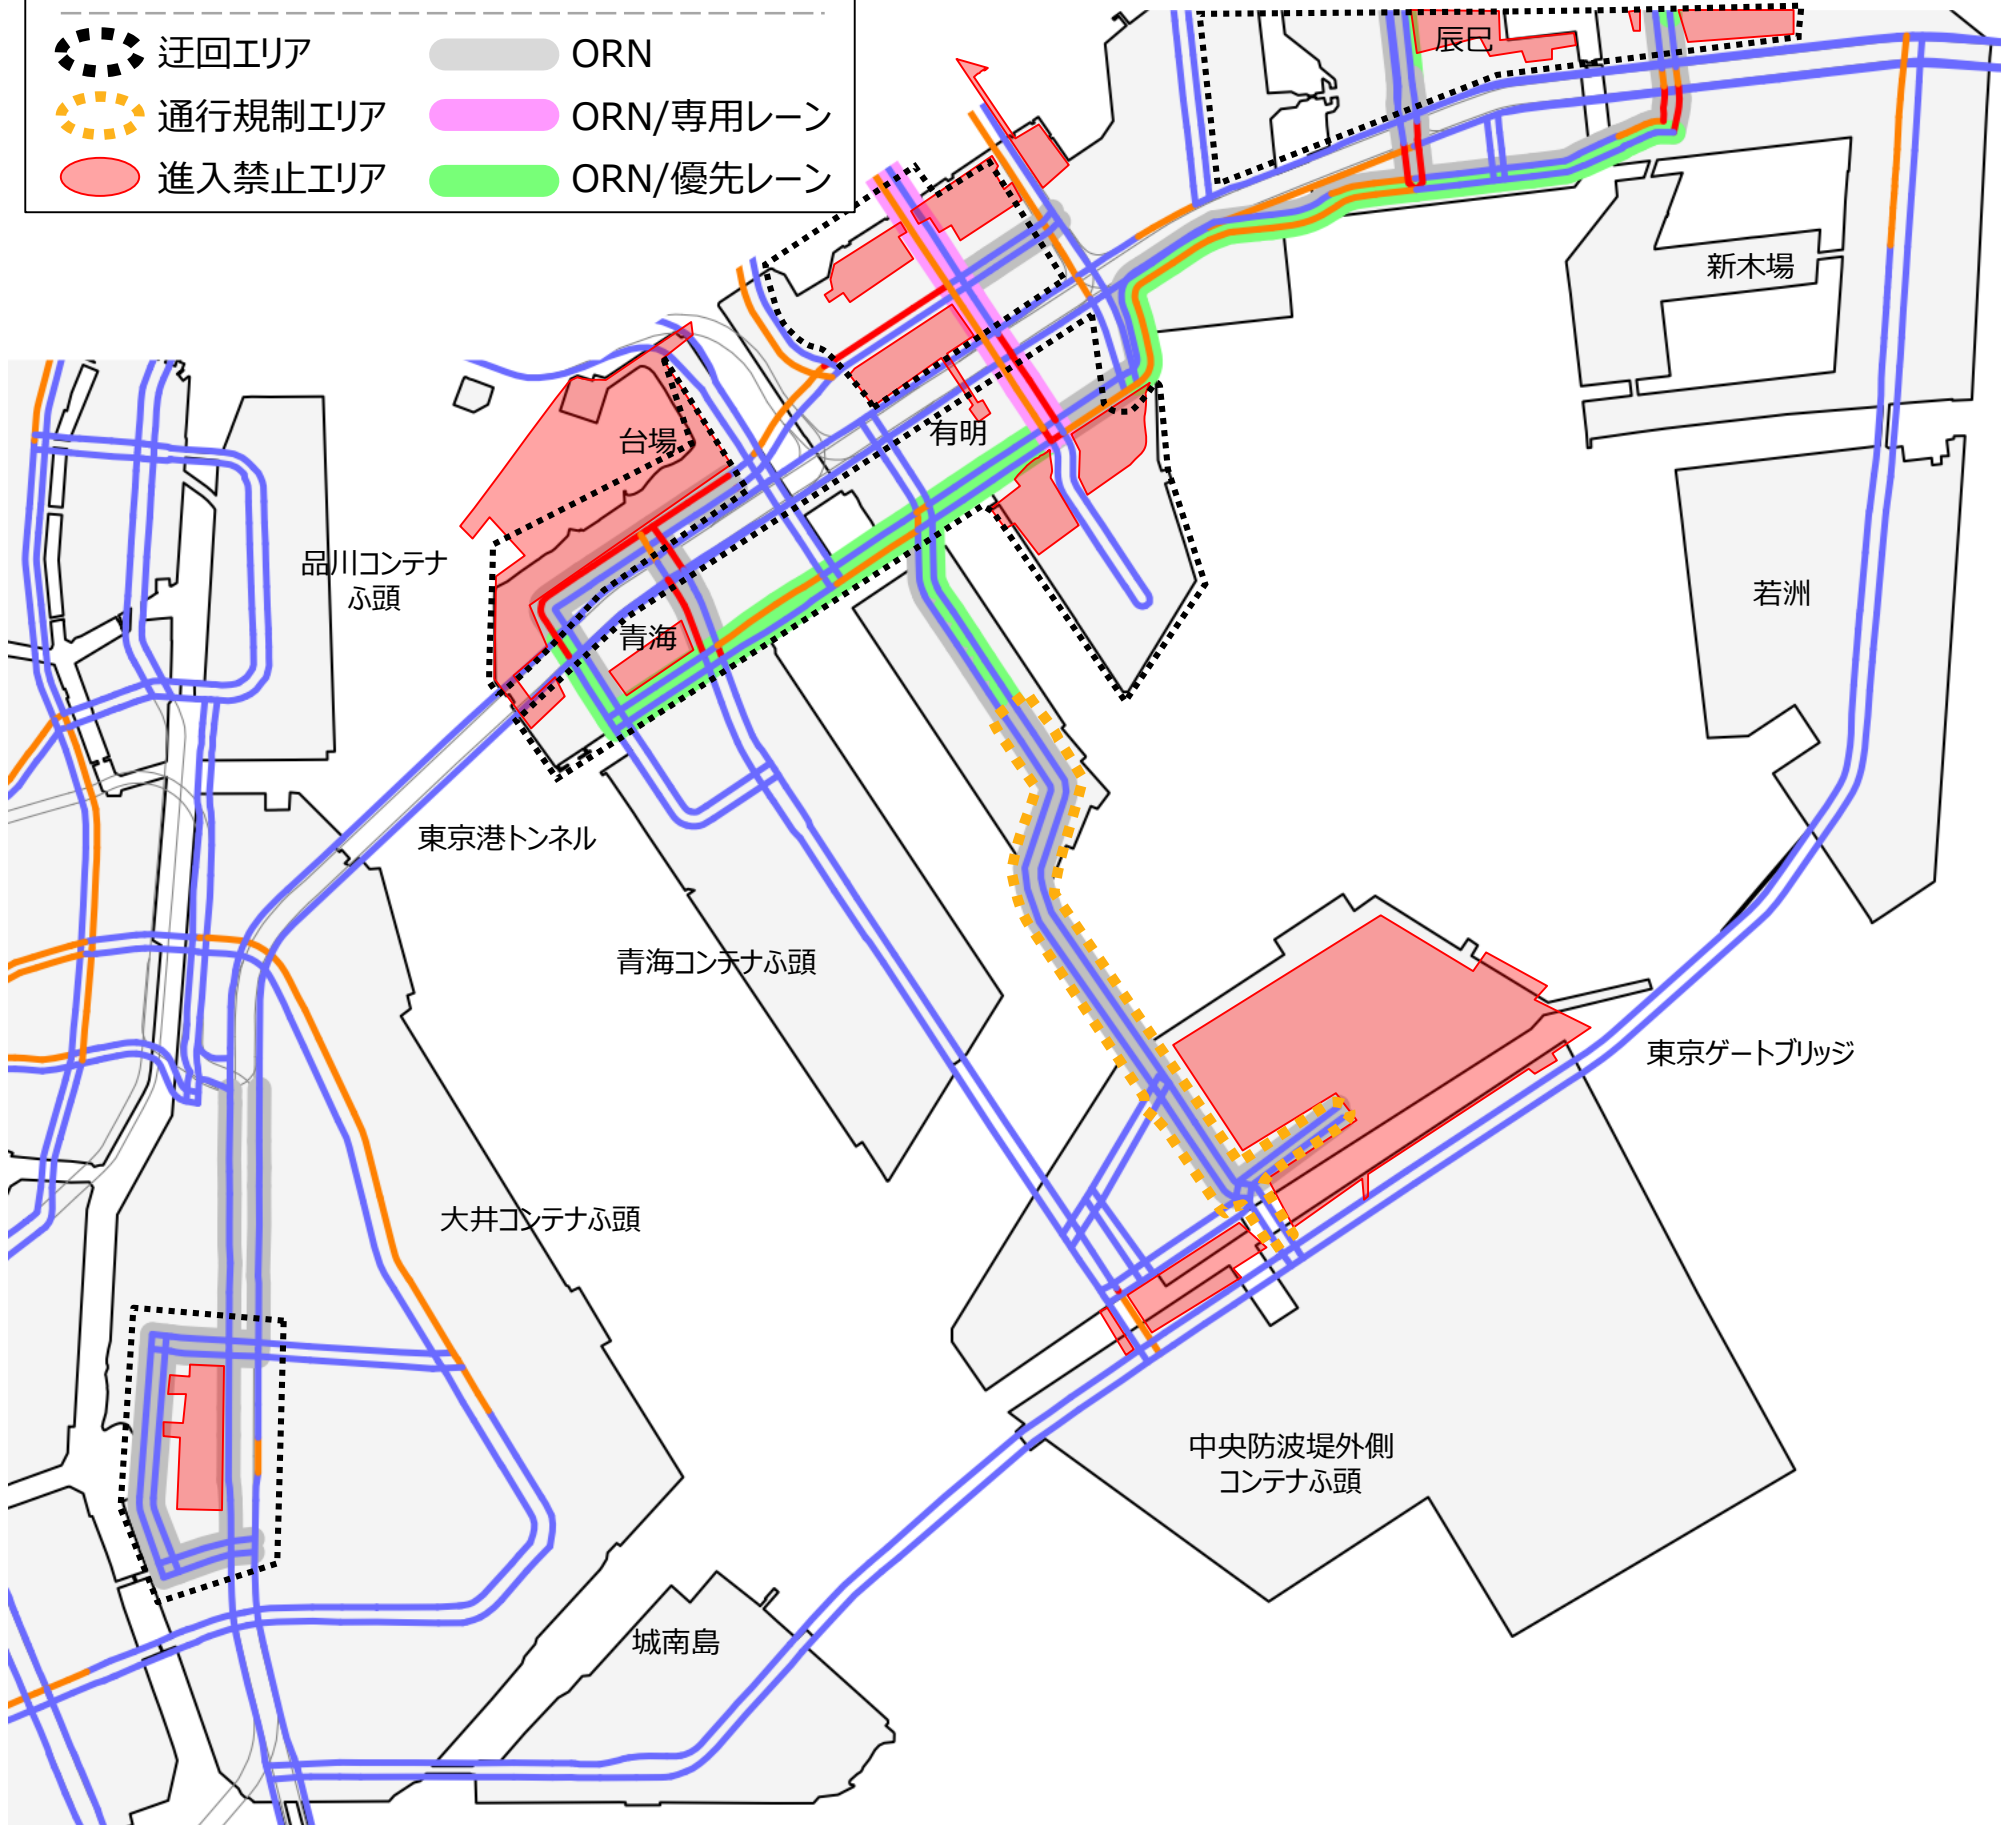 迂回エリア
ORN
通行規制エリア
ORN/専用レーン
進入禁止エリア
ORN/優先レーン
辰巳
新木場
台場
有明
品川コンテナ
ふ頭
若洲
青海
東京港トンネル
青海コンテナふ頭
東京ゲートブリッジ
大井コンテナふ頭
中央防波堤外側
コンテナふ頭
城南島